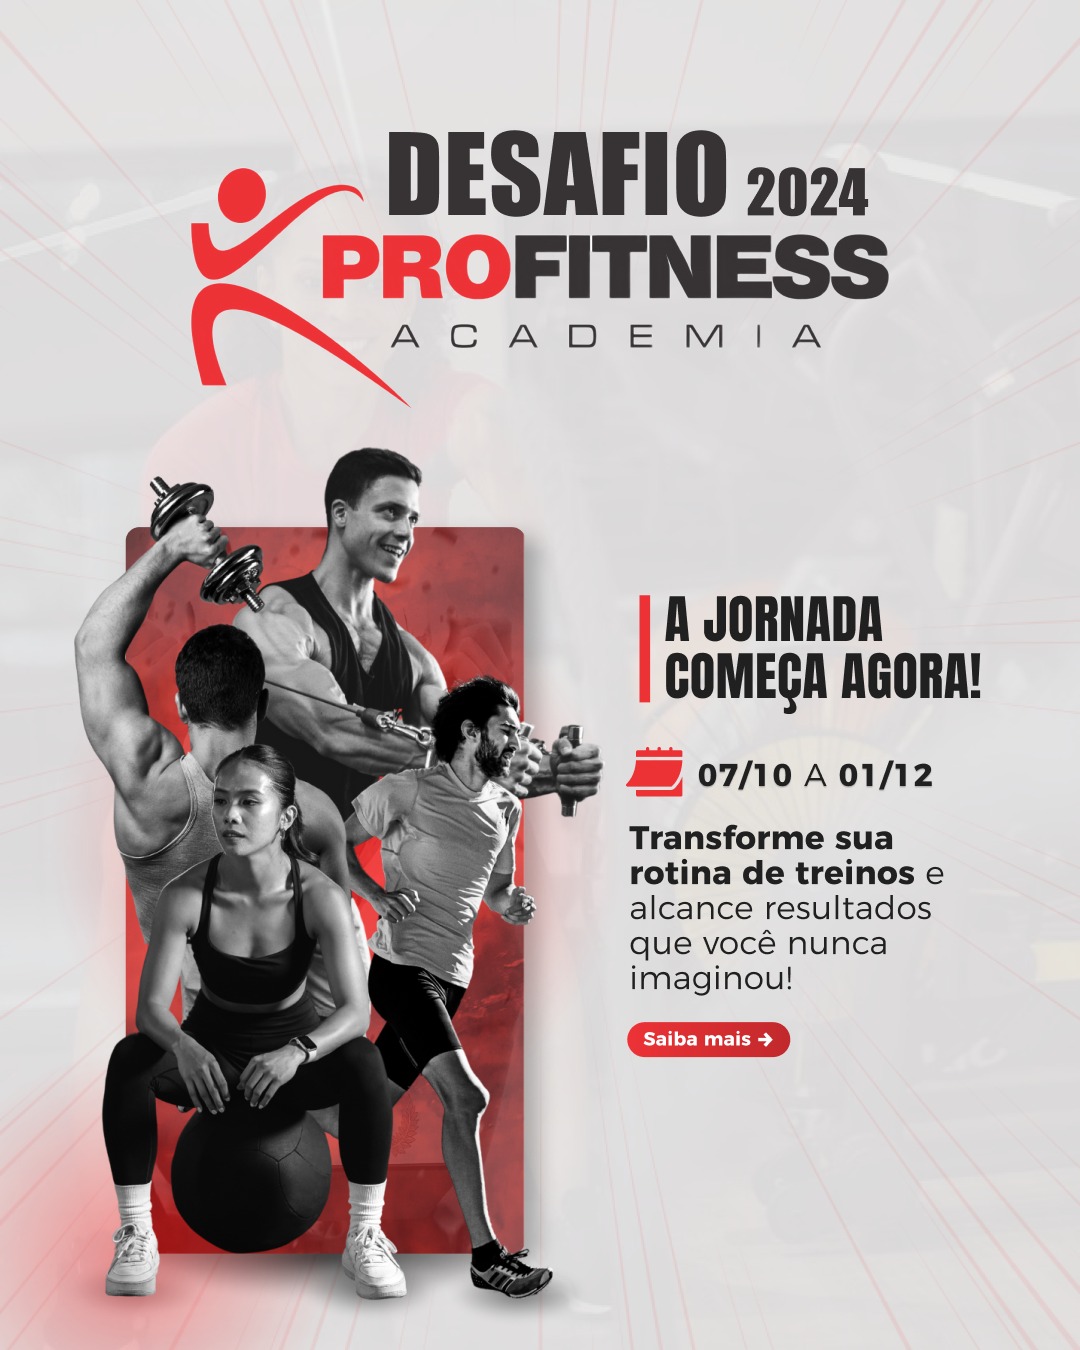 DESAFIO 2024
PROFITNESS
ACADEMIA
A JORNADA
COMEÇA AGORA!
07/10 A 01/12
Transforme sua
rotina de treinos e
alcance resultados
que você nunca
imaginou!
Saiba mais →